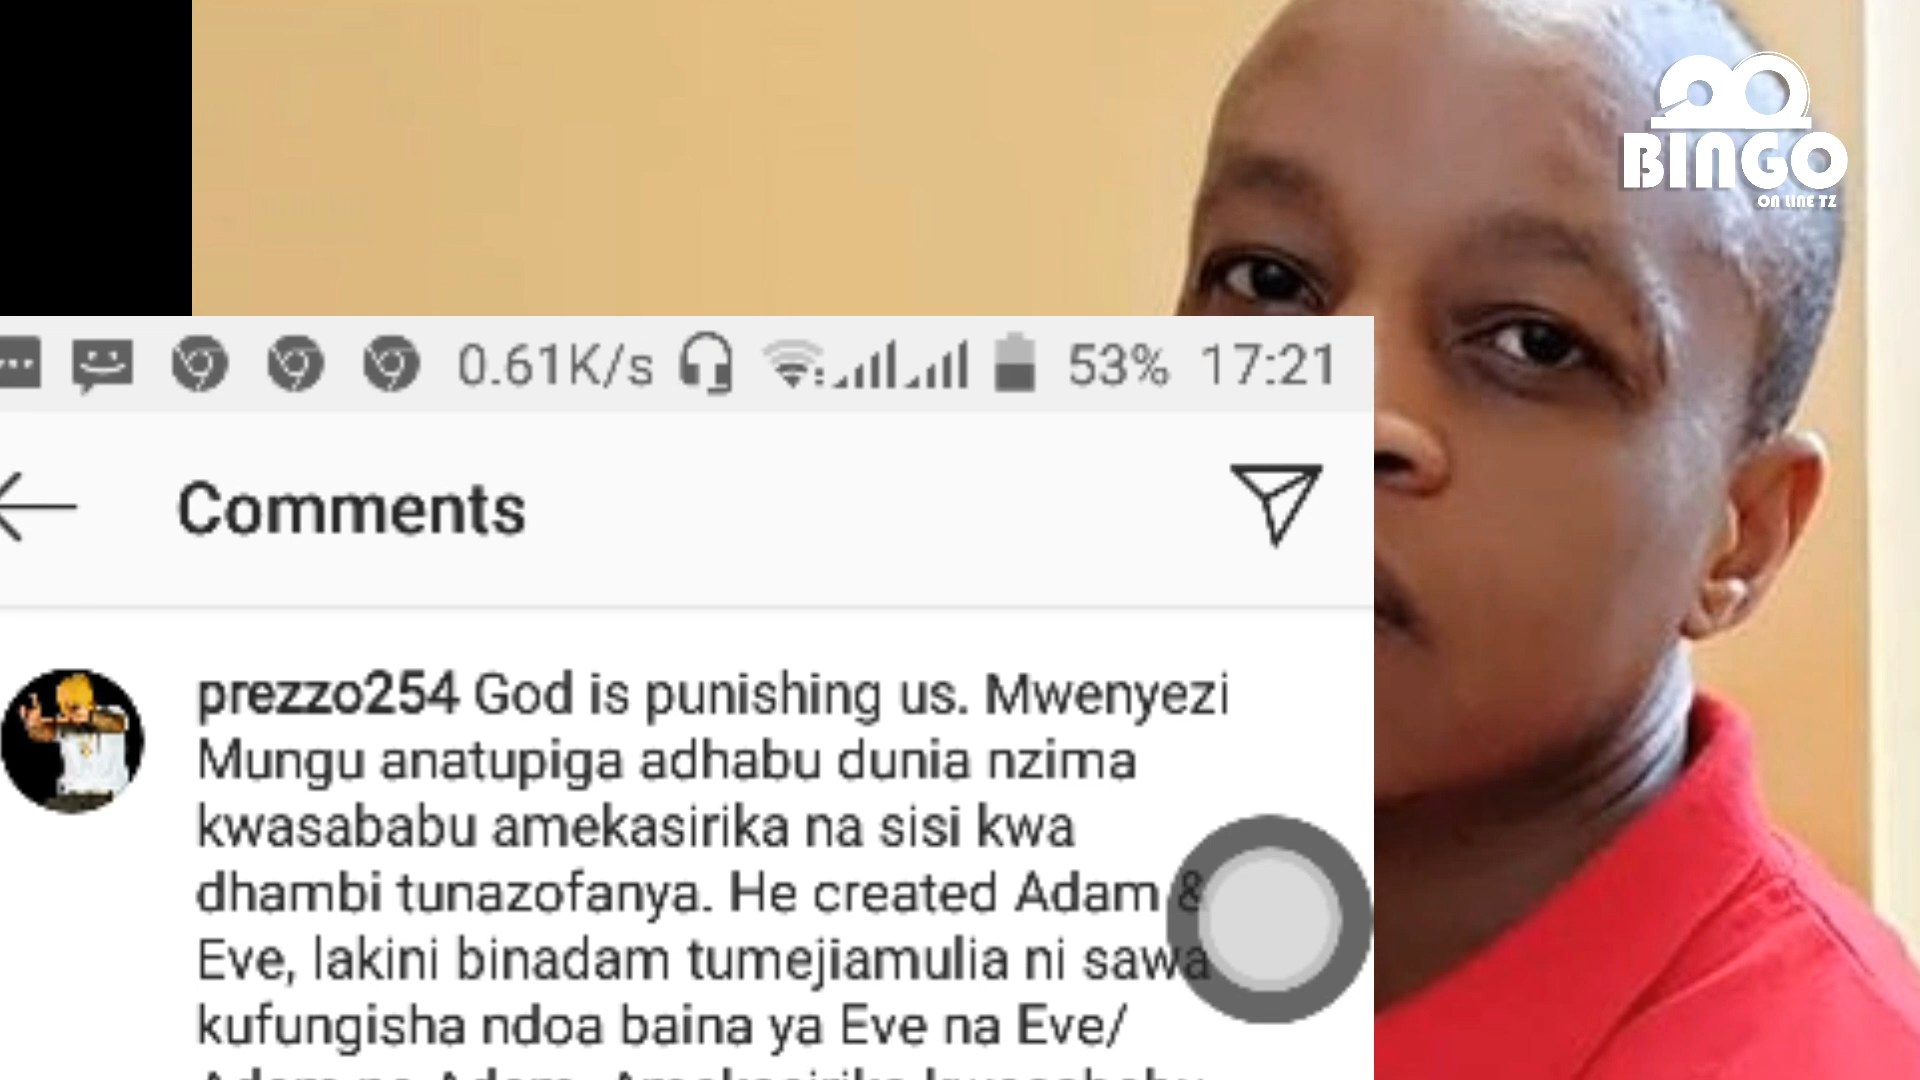 BINGO
ON LINE TZ
0.61K/s 53% 17:21
Comments
prezzo254 God is punishing us. Mwenyezi
Mungu anatupiga adhabu dunia nzima
kwasababu amekasirika na sisi kwa
dhambi tunazofanya. He created Adam &
Eve, lakini binadam tumejiamulia ni sawa
kufungisha ndoa baina ya Eve na Eve/